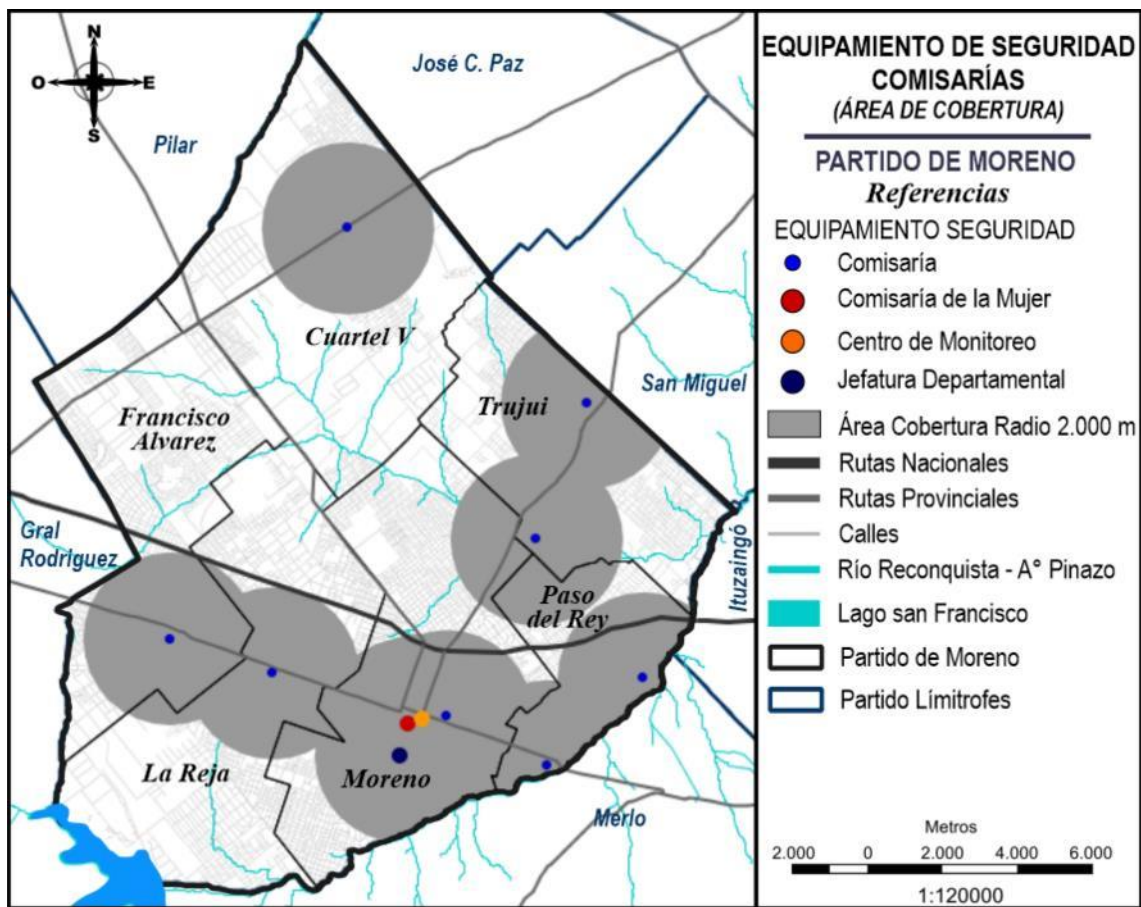 N
O
E
S
José C. Paz
Pilar
Cuartel V
San Miguel
Trujui
Francisco
Alvarez
Gral
Rodriguez
Ituzaingó
Paso
del Rey
La Reja
Moreno
Merlo
EQUIPAMIENTO DE SEGURIDAD
COMISARÍAS
(ÁREA DE COBERTURA)
PARTIDO DE MORENO
Referencias
EQUIPAMIENTO SEGURIDAD
Comisaría
Comisaría de la Mujer
Centro de Monitoreo
Jefatura Departamental
Área Cobertura Radio 2.000 m
Rutas Nacionales
Rutas Provinciales
Calles
Río Reconquista - A° Pinazo
Lago san Francisco
Partido de Moreno
Partido Límitrofes
Metros
2.000 0 2.000 4.000 6.000
1:120000